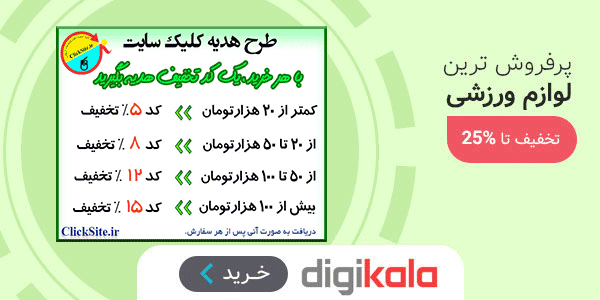 پرفروش ترین
لوازم ورزشی
تخفیف تا 25%
ClickSite.ir
طرح هدیه کلیک سایت
با هر خرید، یک کد تخفیف هدیه بگیرید
کمتر از ۲۰ هزارتومان » کد ۵ ٪ تخفیف
از ۲۰ تا ۵۰ هزارتومان » کد ۸ ٪ تخفیف
از ۵۰ تا ۱۰۰ هزارتومان » کد ۱۲ ٪ تخفیف
بیش از ۱۰۰ هزارتومان » کد ۱۵ ٪ تخفیف
دریافت به صورت آنی پس از هر سفارش.
ClickSite.ir
digikala
خرید